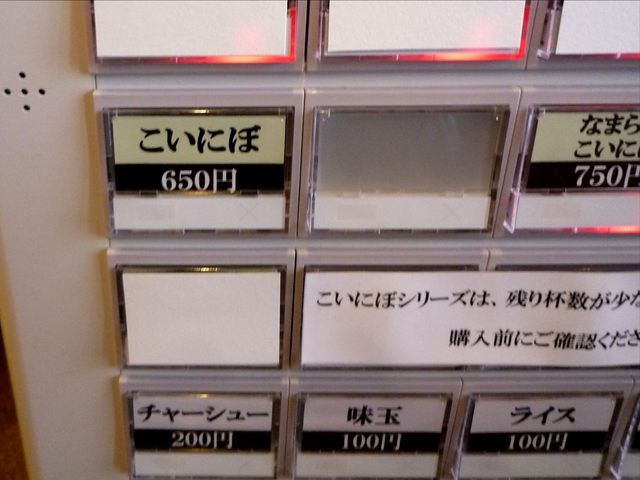 こいにぼ
650円
なまら
こいに
750円
こいにぼシリーズは、残り杯数が少な
購入前にご確認くださ
チャーシュー
200円
味玉
100円
ライス
100円